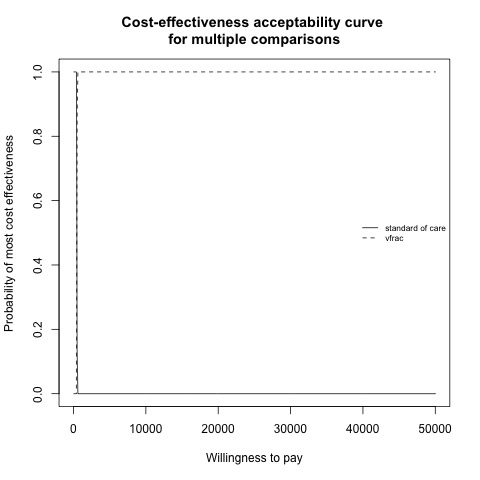 Cost-effectiveness acceptability curve
for multiple comparisons
Probability of most cost effectiveness
1.0
0.8
0.6
0.4
0.2
0.0
standard of care
vfrac
0 10000 20000 30000 40000 50000
Willingness to pay